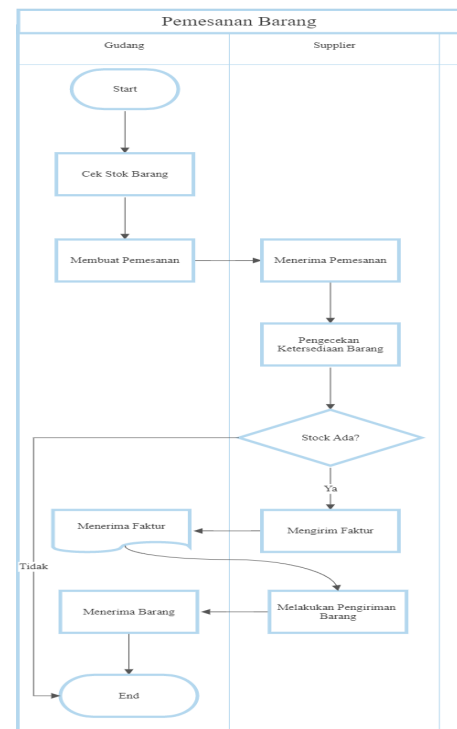 Pemesanan Barang
Gudang
Supplier
Start
Cek Stok Barang
Membuat Pemesanan
Menerima Pemesanan
Pengecekan
Ketersediaan Barang
Stock Ada?
Ya
Menerima Faktur
Mengirim Faktur
Tidak
Menerima Barang
Melakukan Pengiriman
Barang
End